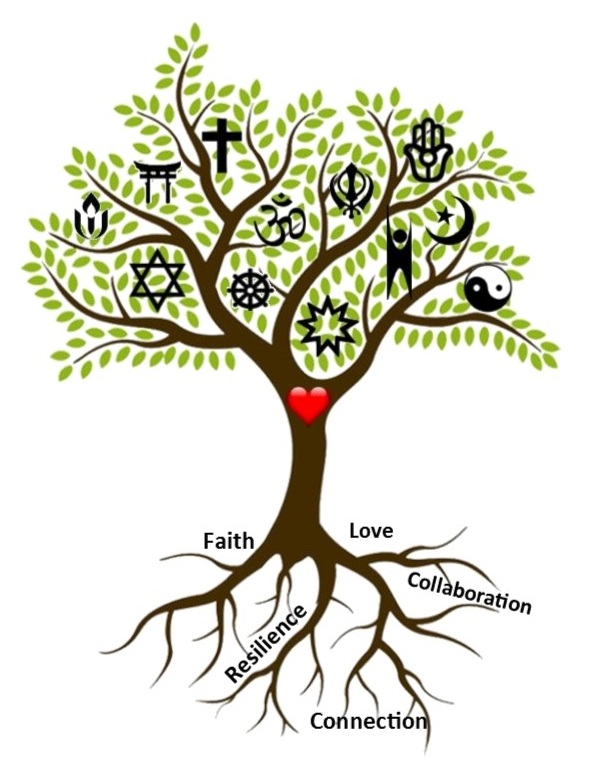 Faith
Love
Collaboration
Resilience
Connection